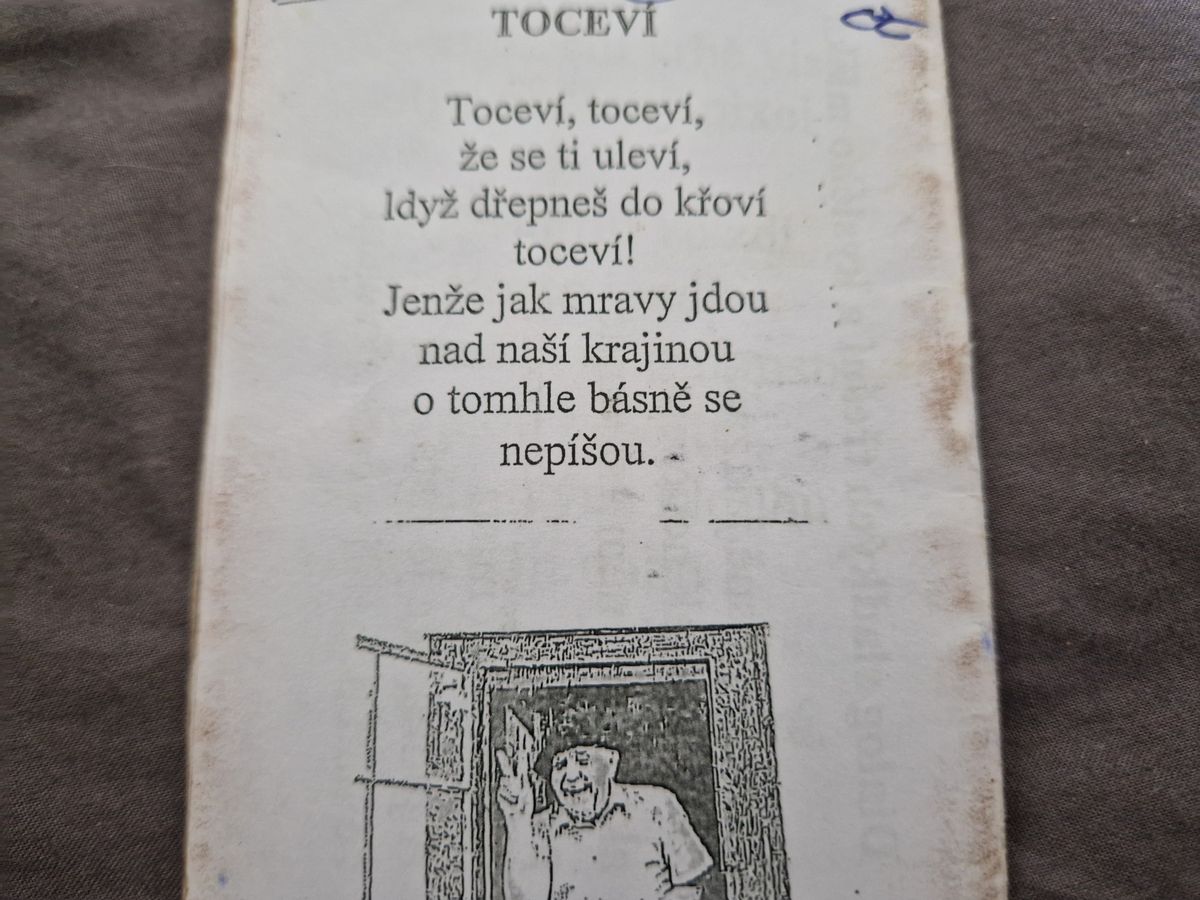 TOCEVÍ
Toceví, toceví,
že se ti uleví,
ldyž dřepneš do křoví
toceví!
Jenže jak mravy jdou
nad naší krajinou
o tomhle básně se
nepíšou.